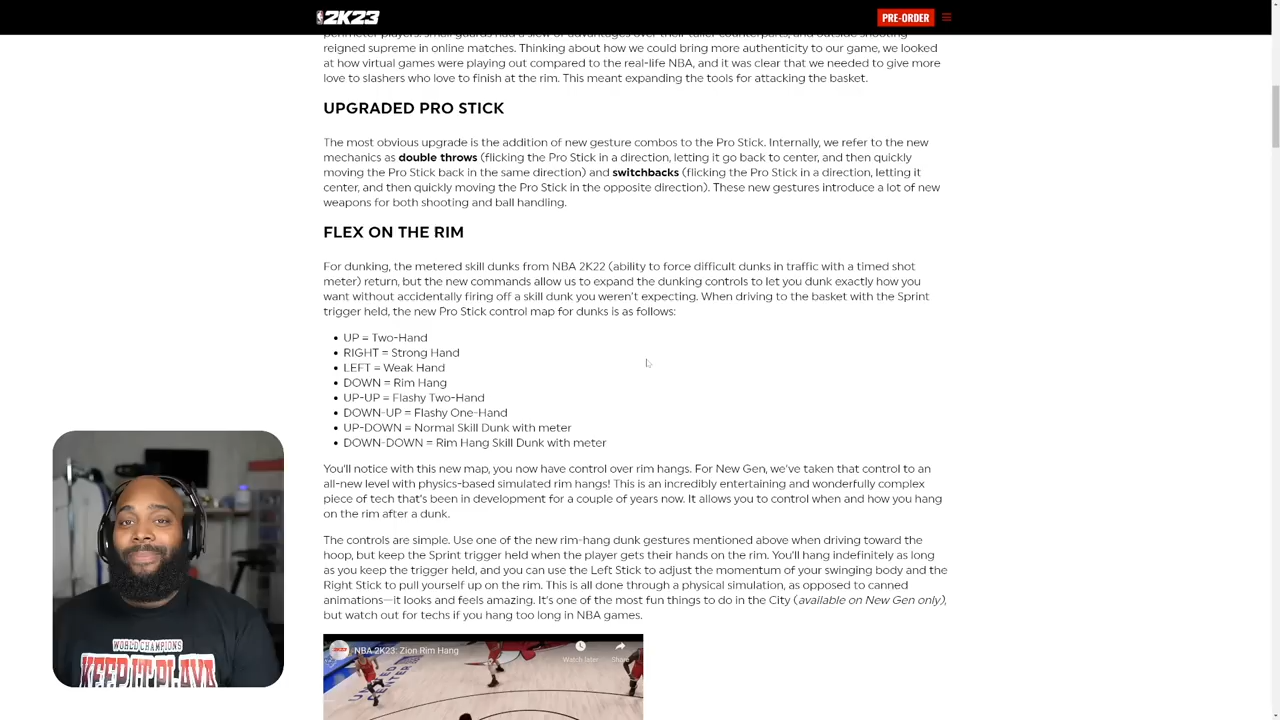 2K23
PRE-ORDER
perimeter players: small guards had a slew of advantages over their taller counterparts, and outside shooting
reigned supreme in online matches. Thinking about how we could bring more authenticity to our game, we looked
at how virtual games were playing out compared to the real-life NBA, and it was clear that we needed to give more
love to slashers who love to finish at the rim. This meant expanding the tools for attacking the basket.
UPGRADED PRO STICK
The most obvious upgrade is the addition of new gesture combos to the Pro Stick. Internally, we refer to the new
mechanics as double throws (flicking the Pro Stick in a direction, letting it go back to center, and then quickly
moving the Pro Stick back in the same direction) and switchbacks (flicking the Pro Stick in a direction, letting it
center, and then quickly moving the Pro Stick in the opposite direction). These new gestures introduce a lot of new
weapons for both shooting and ball handling.
FLEX ON THE RIM
For dunking, the metered skill dunks from NBA 2K22 (ability to force difficult dunks in traffic with a timed shot
meter) return, but the new commands allow us to expand the dunking controls to let you dunk exactly how you
want without accidentally firing off a skill dunk you weren't expecting. When driving to the basket with the Sprint
trigger held, the new Pro Stick control map for dunks is as follows:
• UP = Two-Hand
• RIGHT = Strong Hand
• LEFT = Weak Hand
• DOWN = Rim Hang
• UP-UP = Flashy Two-Hand
• DOWN-UP = Flashy One-Hand
• UP-DOWN = Normal Skill Dunk with meter
• DOWN-DOWN = Rim Hang Skill Dunk with meter
You'll notice with this new map, you now have control over rim hangs. For New Gen, we've taken that control to an
all-new level with physics-based simulated rim hangs! This is an incredibly entertaining and wonderfully complex
piece of tech that's been in development for a couple of years now. It allows you to control when and how you hang
on the rim after a dunk.
The controls are simple. Use one of the new rim-hang dunk gestures mentioned above when driving toward the
hoop, but keep the Sprint trigger held when the player gets their hands on the rim. You'll hang indefinitely as long
as you keep the trigger held, and you can use the Left Stick to adjust the momentum of your swinging body and the
Right Stick to pull yourself up on the rim. This is all done through a physical simulation, as opposed to canned
animations—it looks and feels amazing. It's one of the most fun things to do in the City (available on New Gen only),
but watch out for techs if you hang too long in NBA games.
NBA 2K23: Zion Rim Hang
Watch later
Share
WORLD CHAMPIONS
KEEP IT PLAYA